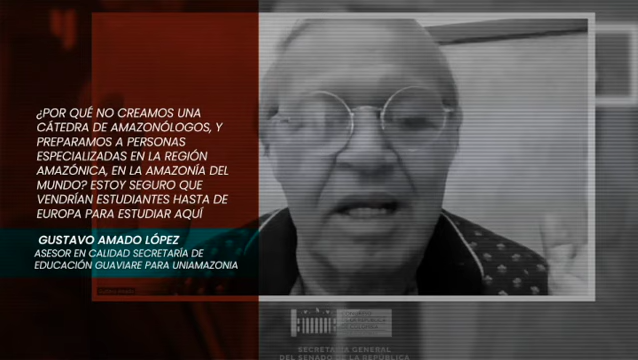 ¿POR QUÉ NO CREAMOS UNA
CÁTEDRA DE AMAZONÓLOGOS, Y
PREPARAMOS A PERSONAS
ESPECIALIZADAS EN LA REGIÓN
AMAZÓNICA, EN LA AMAZONÍA DEL
MUNDO? ESTOY SEGURO QUE
VENDRÍAN ESTUDIANTES HASTA DE
EUROPA PARA ESTUDIAR AQUÍ
GUSTAVO AMADO LÓPEZ
ASESOR EN CALIDAD SECRETARÌA DE
EDUCACIÓN GUAVIARE PARA UNIAMAZONIA
SECRETARÍA GENERAL
DEL SENADO DE LA REPÚBLICA